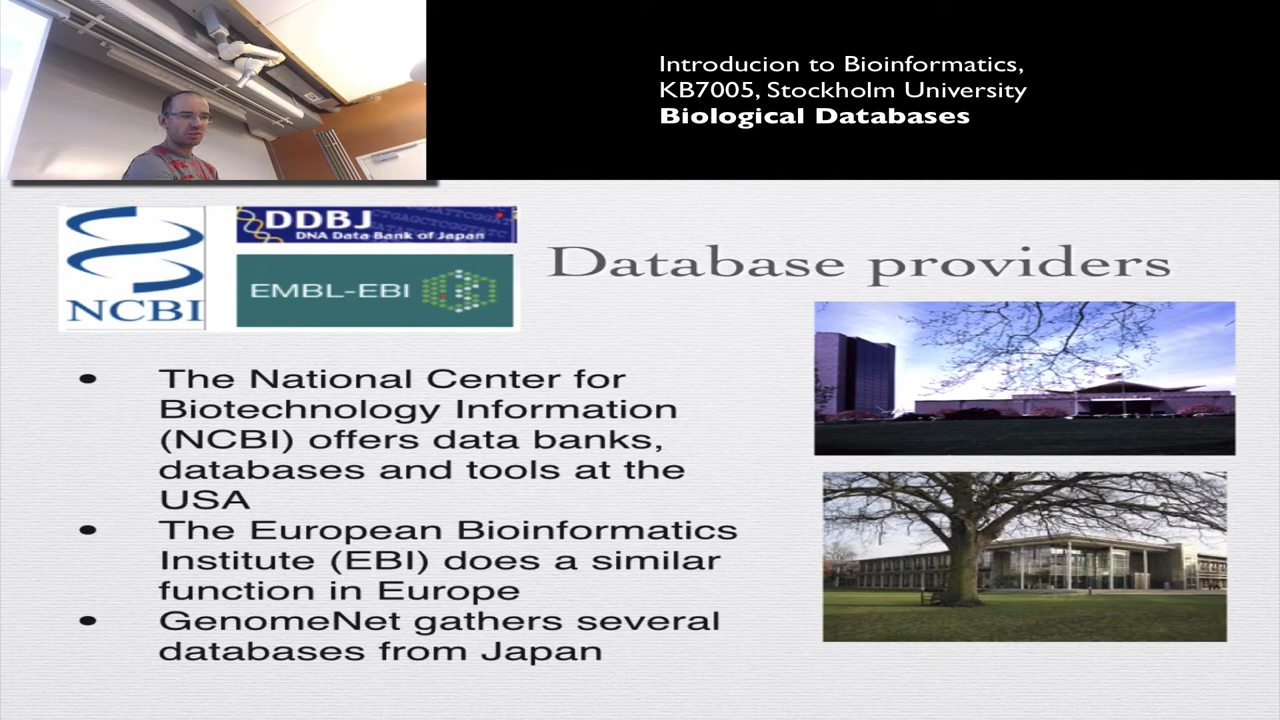 Introducion to Bioinformatics,
KB7005, Stockholm University
Biological Databases
NCBI
DDBJ
DNA Data Bank of Japan
EMBL-EBI
Database providers
• The National Center for
Biotechnology Information
(NCBI) offers data banks,
databases and tools at the
USA
• The European Bioinformatics
Institute (EBI) does a similar
function in Europe
• GenomeNet gathers several
databases from Japan